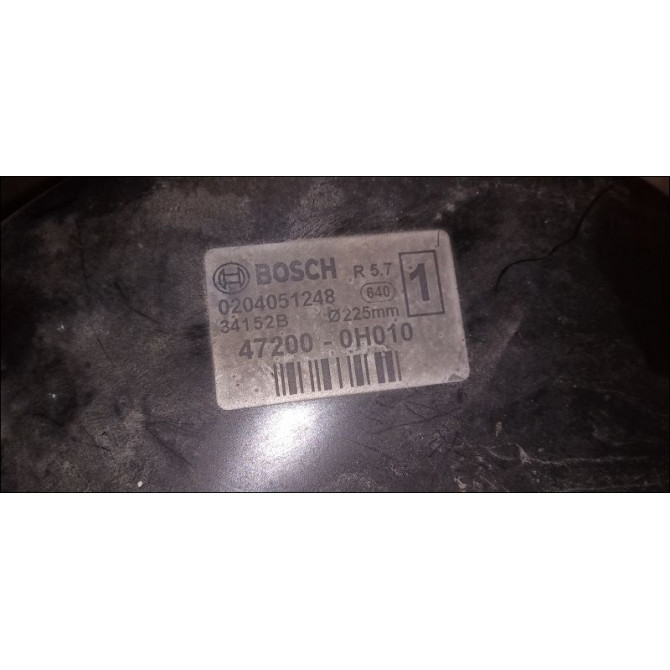 BOSCH R 5.7 1
0204051248 640
34152B Ø225mm
47200 - 0H010